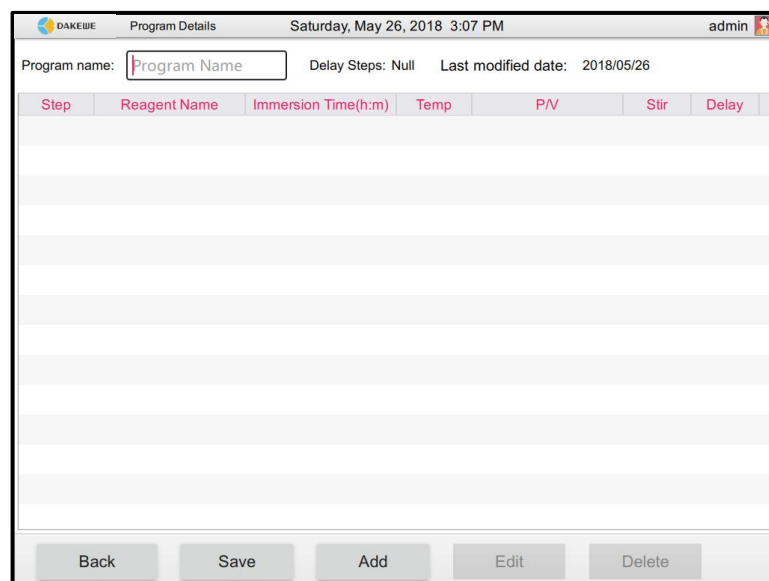 DAKEWE Program Details Saturday, May 26, 2018 3:07 PM admin
Program name: Program Name Delay Steps: Null Last modified date: 2018/05/26
Step Reagent Name Immersion Time(h:m) Temp P/V Stir Delay
Back Save Add Edit Delete